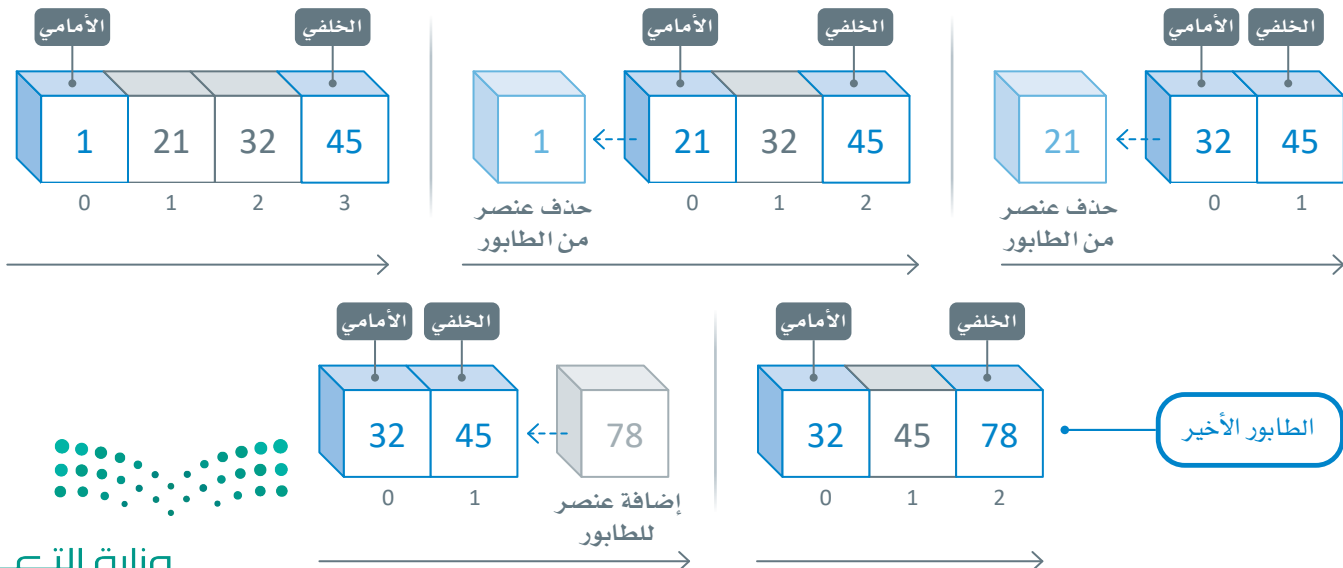 الأمامي الخلفي
1 21 32 45
0 1 2 3
الأمامي الخلفي
1 21 32 45
0 1 2
حذف عنصر
من الطابور
الأمامي الخلفي
21 32 45
0 1
حذف عنصر
من الطابور
الأمامي الخلفي
32 45 78
0 1
إضافة عنصر
للطابور
الأمامي الخلفي
32 45 78
0 1 2
الطابور الأخير
وزارة